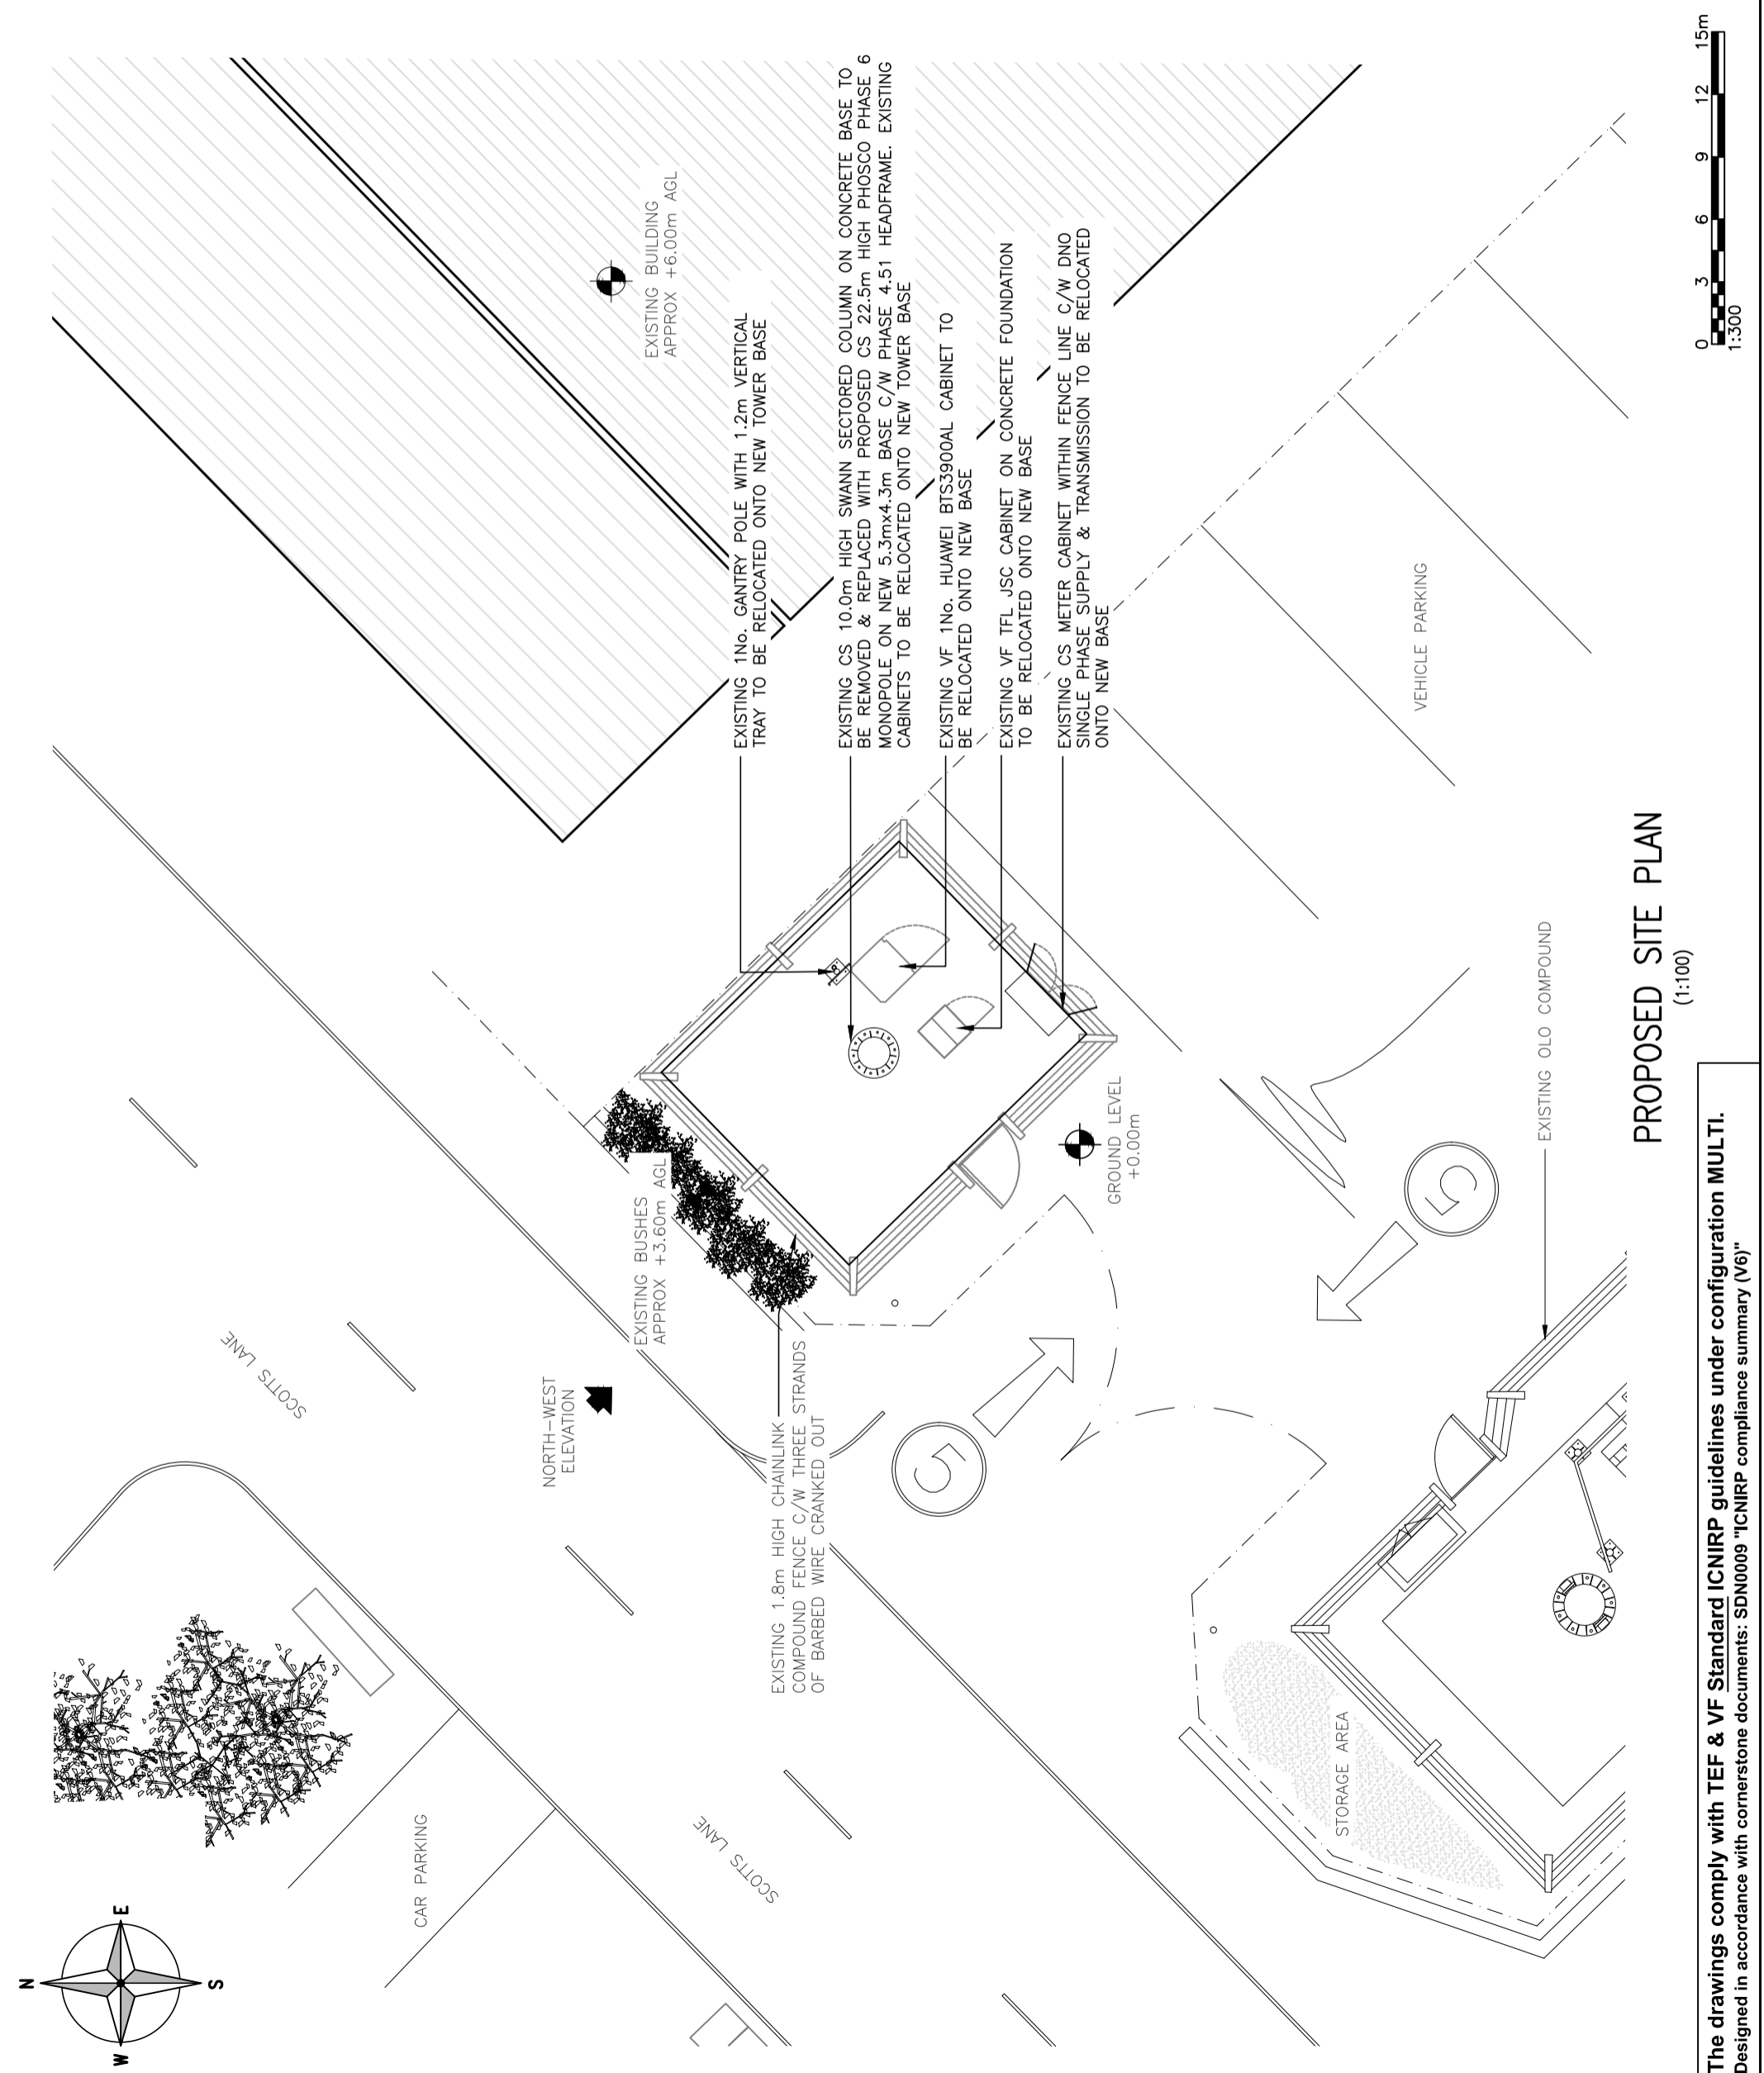 N
E
S
W
CAR PARKING
SCOTTS LANE
SCOTTS LANE
NORTH-WEST
ELEVATION
EXISTING BUSHES
APPROX +3.60m AGL
EXISTING 1.8m HIGH CHAINLINK
COMPOUND FENCE C/W THREE STRANDS
OF BARBED WIRE CRANKED OUT
EXISTING BUILDING
APPROX +6.00m AGL
EXISTING 1No. GANTRY POLE WITH 1.2m VERTICAL
TRAY TO BE RELOCATED ONTO NEW TOWER BASE
EXISTING CS 10.0m HIGH SWANN SECTORED COLUMN ON CONCRETE BASE TO
BE REMOVED & REPLACED WITH PROPOSED CS 22.5m HIGH PHOSCO PHASE 6
MONOPOLE ON NEW 5.3mx4.3m BASE C/W PHASE 4.51 HEADFRAME. EXISTING
CABINETS TO BE RELOCATED ONTO NEW TOWER BASE
EXISTING VF 1No. HUAWEI BTS3900AL CABINET TO
BE RELOCATED ONTO NEW BASE
EXISTING VF TFL JSC CABINET ON CONCRETE FOUNDATION
TO BE RELOCATED ONTO NEW BASE
EXISTING CS METER CABINET WITHIN FENCE LINE C/W DNO
SINGLE PHASE SUPPLY & TRANSMISSION TO BE RELOCATED
ONTO NEW BASE
GROUND LEVEL
+0.00m
5
5
STORAGE AREA
VEHICLE PARKING
EXISTING OLO COMPOUND
PROPOSED SITE PLAN
(1:100)
0 3 6 9 12 15m
1:300
The drawings comply with TEF & VF Standard ICNIRP guidelines under configuration MULTI.
Designed in accordance with cornerstone documents: SDN0009 "ICNIRP compliance summary (V6)"